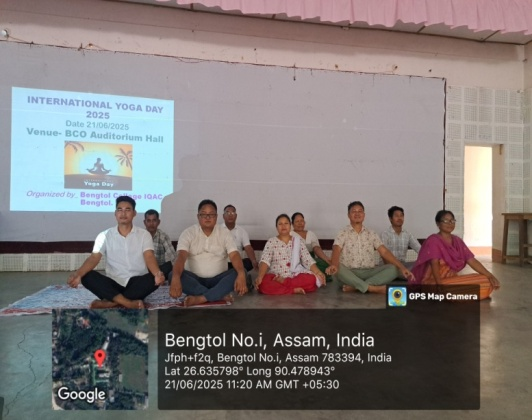 INTERNATIONAL YOGA DAY
2025
Date 21/06/2025
Venue- BCO Auditorium Hall
Yoga Day
Organized by Bengtol College IQAC
Bengtol,
GPS Map Camera
Bengtol No.i, Assam, India
Jfph+f2q, Bengtol No.i, Assam 783394, India
Lat 26.635798° Long 90.478943°
21/06/2025 11:20 AM GMT +05:30
Google